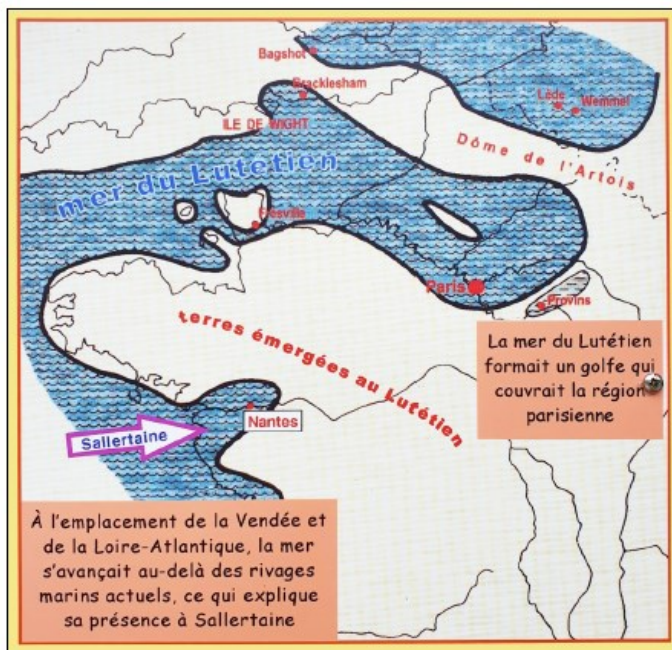 Bagshot
Bracklesham
ILE DE WIGHT
Lède
Wemmel
Dôme de l'Artois
mer du Lutétien
Frésville
Paris
Provins
terres émergées au Lutétien
La mer du Lutétien
formait un golfe qui
couvrait la région
parisienne
Nantes
Sallertaine
À l'emplacement de la Vendée et
de la Loire-Atlantique, la mer
s'avançait au-delà des rivages
marins actuels, ce qui explique
sa présence à Sallertaine